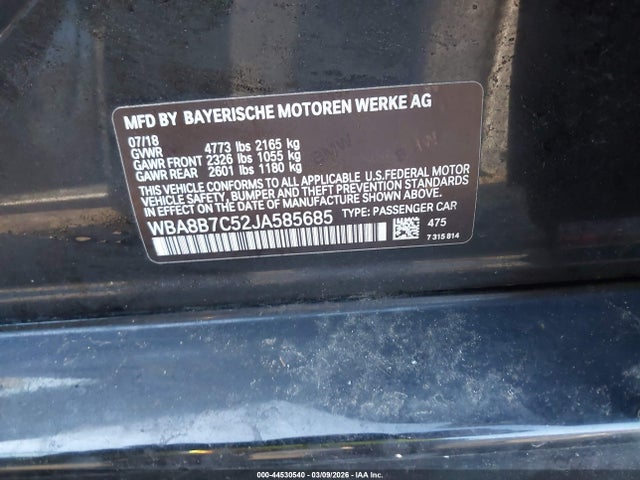 MFD BY BAYERISCHE MOTOREN WERKE AG
07/18
GVWR 4773 lbs 2165 kg
GAWR FRONT 2326 lbs 1055 kg
GAWR REAR 2601 lbs 1180 kg
THIS VEHICLE CONFORMS TO ALL APPLICABLE U.S.FEDERAL MOTOR
VEHICLE SAFETY, BUMPER AND THEFT PREVENTION STANDARDS
IN EFFECT ON THE DATE OF MANUFACTURE SHOWN ABOVE.
WBA8B7C52JA585685 TYPE: PASSENGER CAR
475
7 315 814
000-44530540 - 03/09/2026 - IAA Inc.